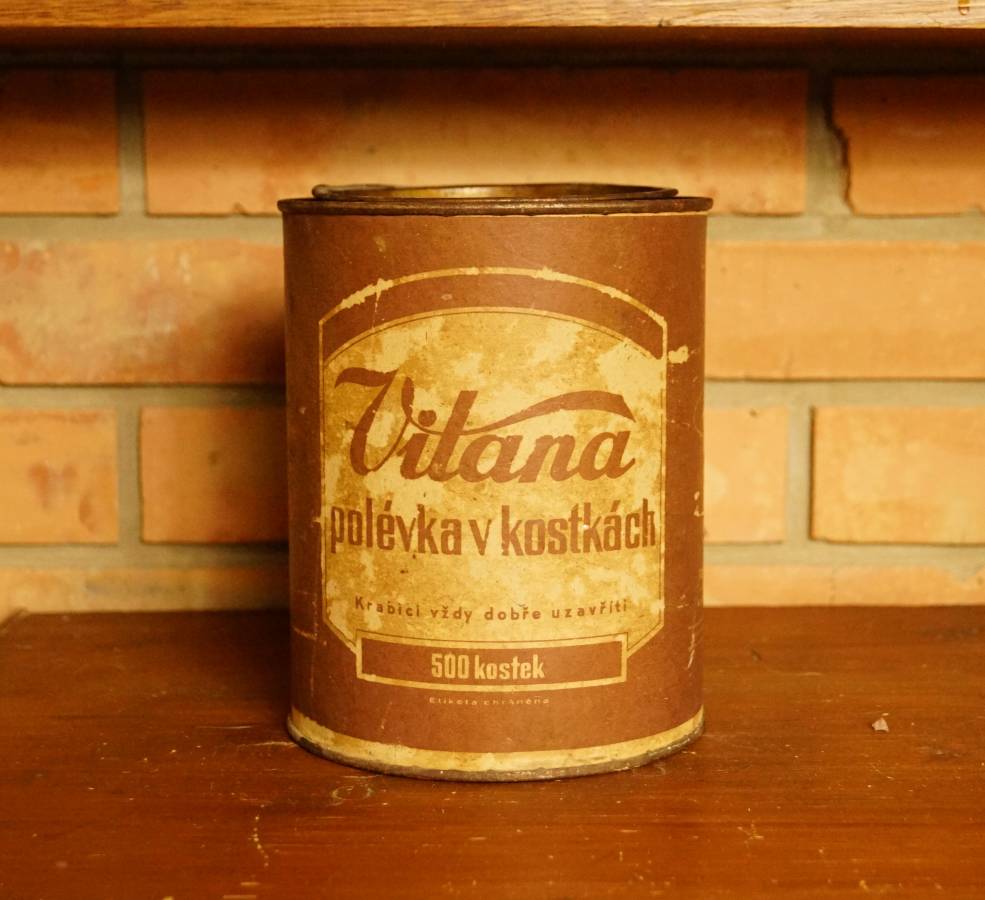 Vitana
polévka v kostkách
Krabici vždy dobře uzavříti
500 kostek
Etiketa chráněna